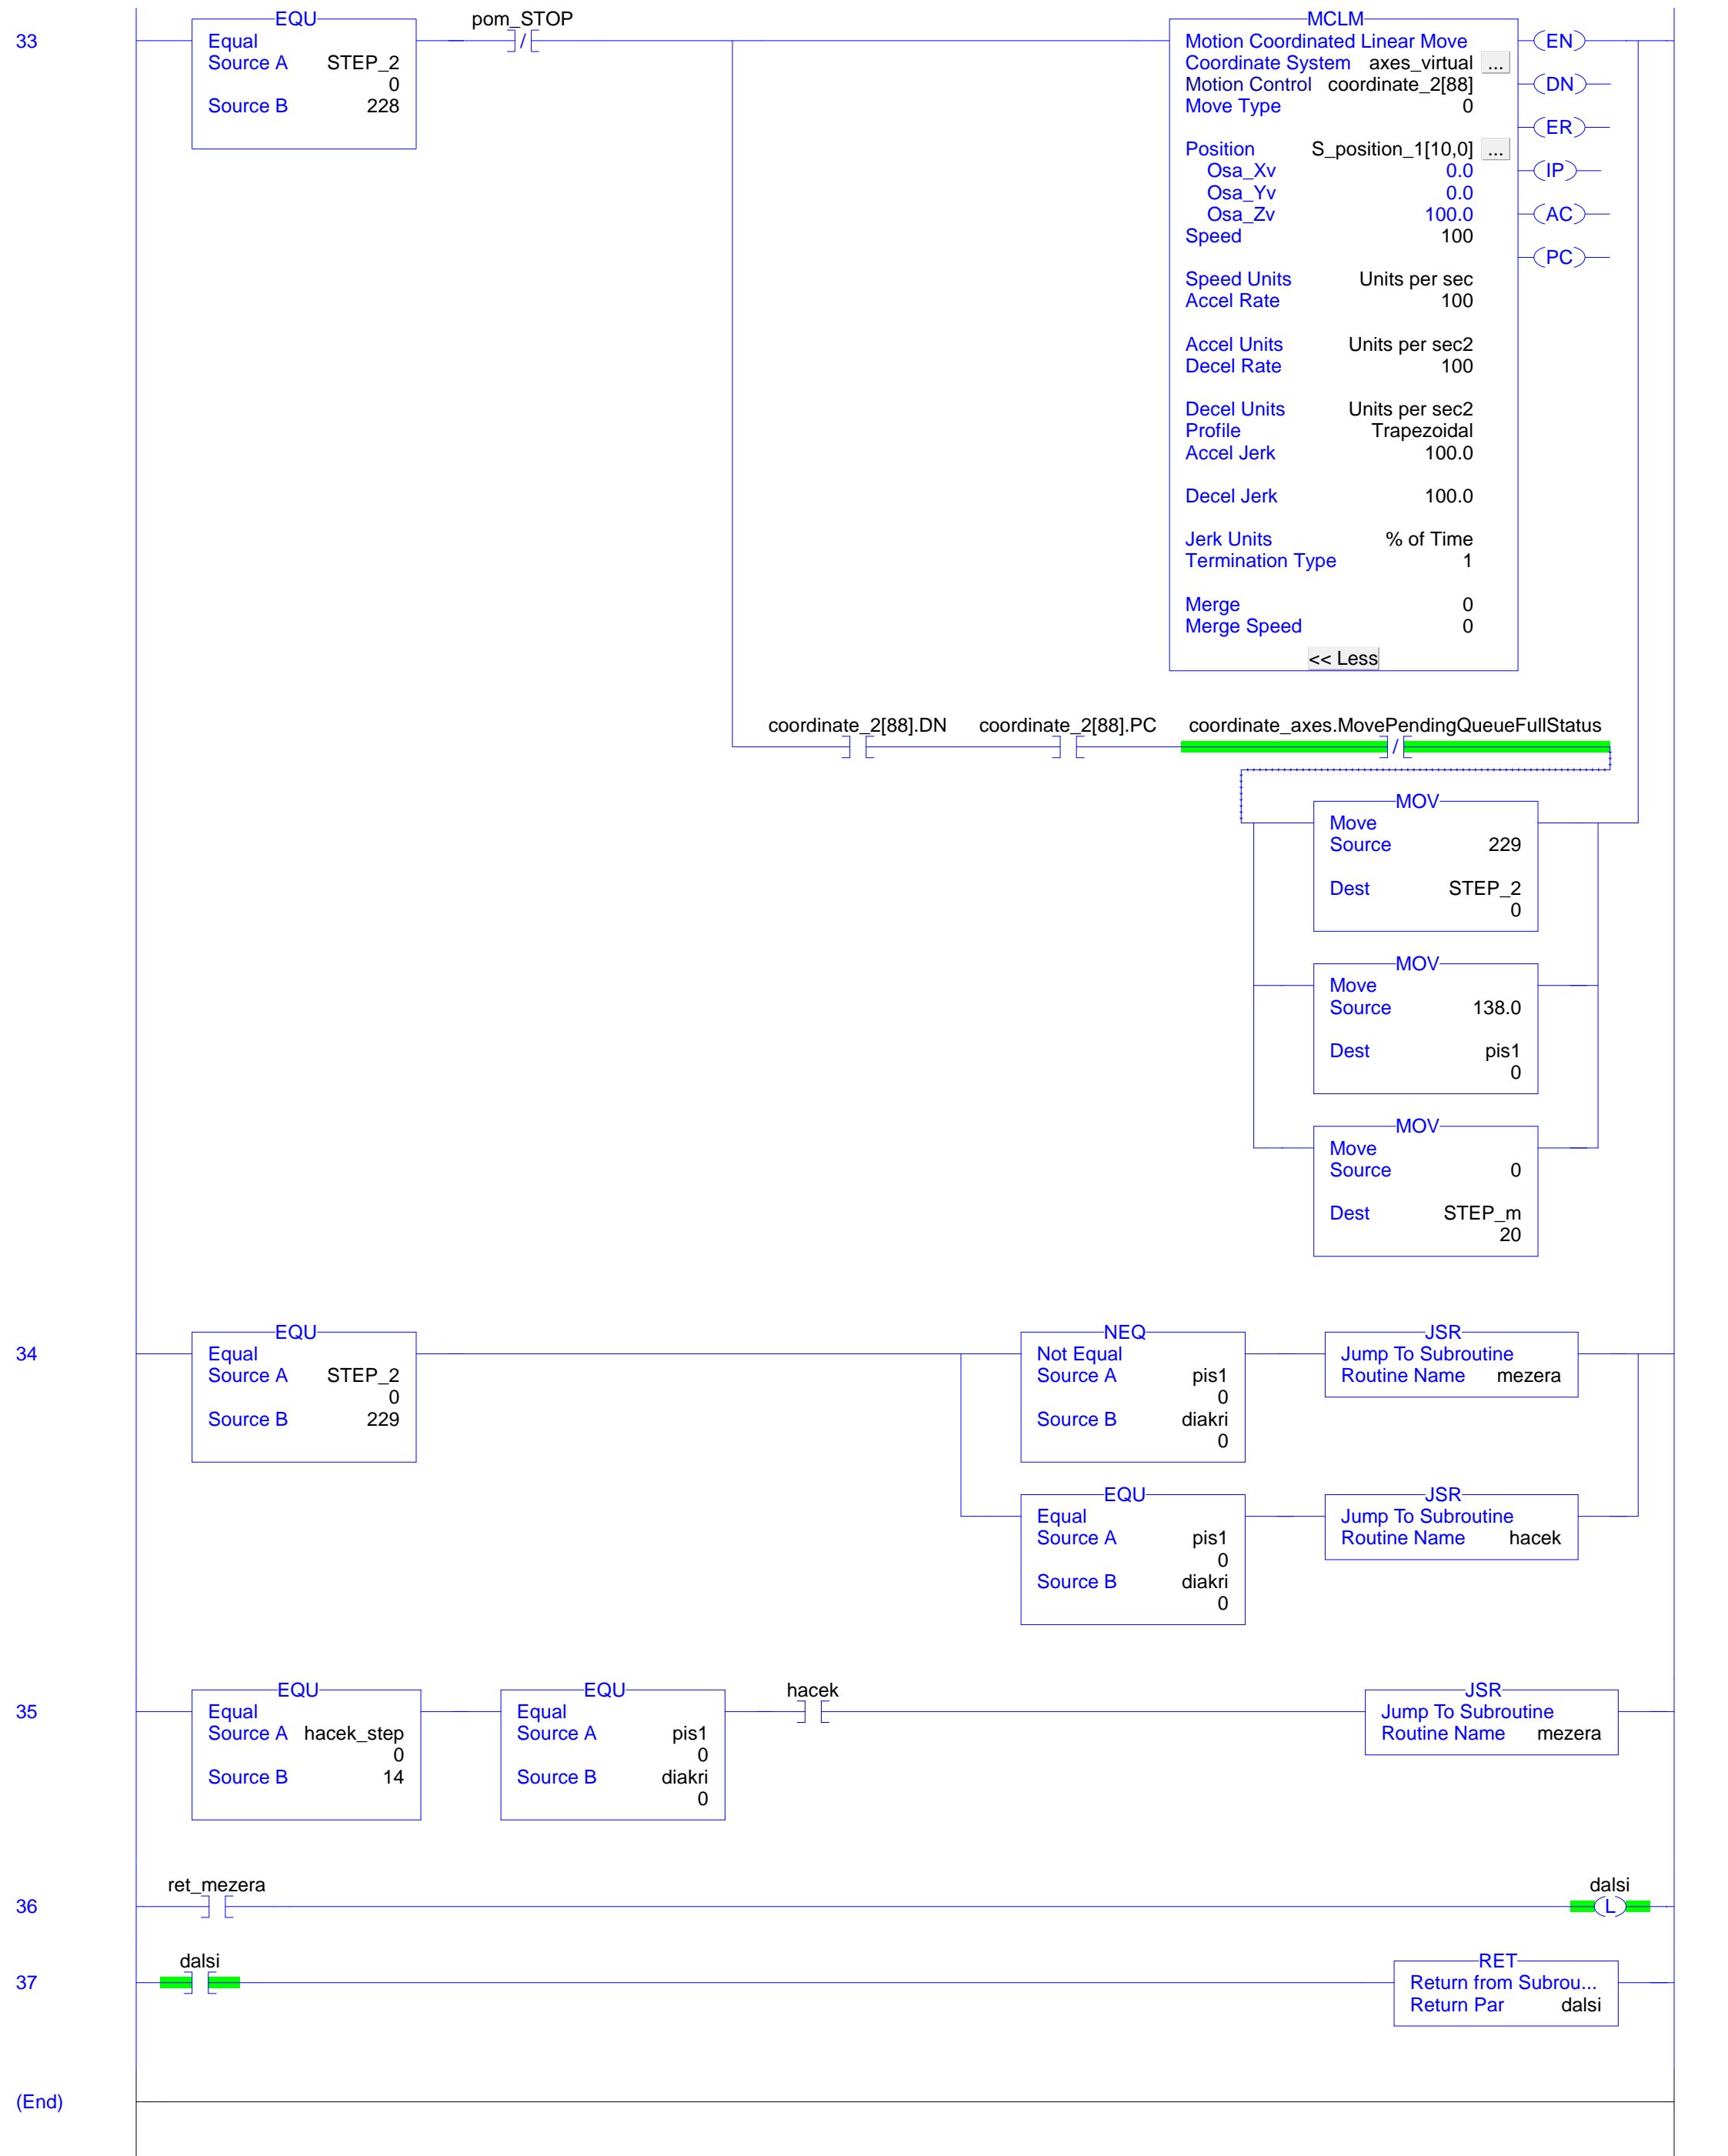 33
EQU
Equal
Source A STEP_2
0
Source B 228
pom_STOP
/
MCLM
Motion Coordinated Linear Move
Coordinate System axes_virtual ...
Motion Control coordinate_2[88]
Move Type 0
Position S_position_1[10,0] ...
Osa_Xv 0.0
Osa_Yv 0.0
Osa_Zv 100.0
Speed 100
Speed Units Units per sec
Accel Rate 100
Accel Units Units per sec2
Decel Rate 100
Decel Units Units per sec2
Profile Trapezoidal
Accel Jerk 100.0
Decel Jerk 100.0
Jerk Units % of Time
Termination Type 1
Merge 0
Merge Speed 0
<< Less
EN
DN
ER
IP
AC
PC
coordinate_2[88].DN
coordinate_2[88].PC
coordinate_axes.MovePendingQueueFullStatus
/
MOV
Move
Source 229
Dest STEP_2
0
MOV
Move
Source 138.0
Dest pis1
0
MOV
Move
Source 0
Dest STEP_m
20
34
EQU
Equal
Source A STEP_2
0
Source B 229
NEQ
Not Equal
Source A pis1
0
Source B diakri
0
JSR
Jump To Subroutine
Routine Name mezera
EQU
Equal
Source A pis1
0
Source B diakri
0
JSR
Jump To Subroutine
Routine Name hacek
35
EQU
Equal
Source A hacek_step
0
Source B 14
EQU
Equal
Source A pis1
0
Source B diakri
0
hacek
JSR
Jump To Subroutine
Routine Name mezera
36
ret_mezera
dalsi
L
37
dalsi
RET
Return from Subrou...
Return Par dalsi
(End)